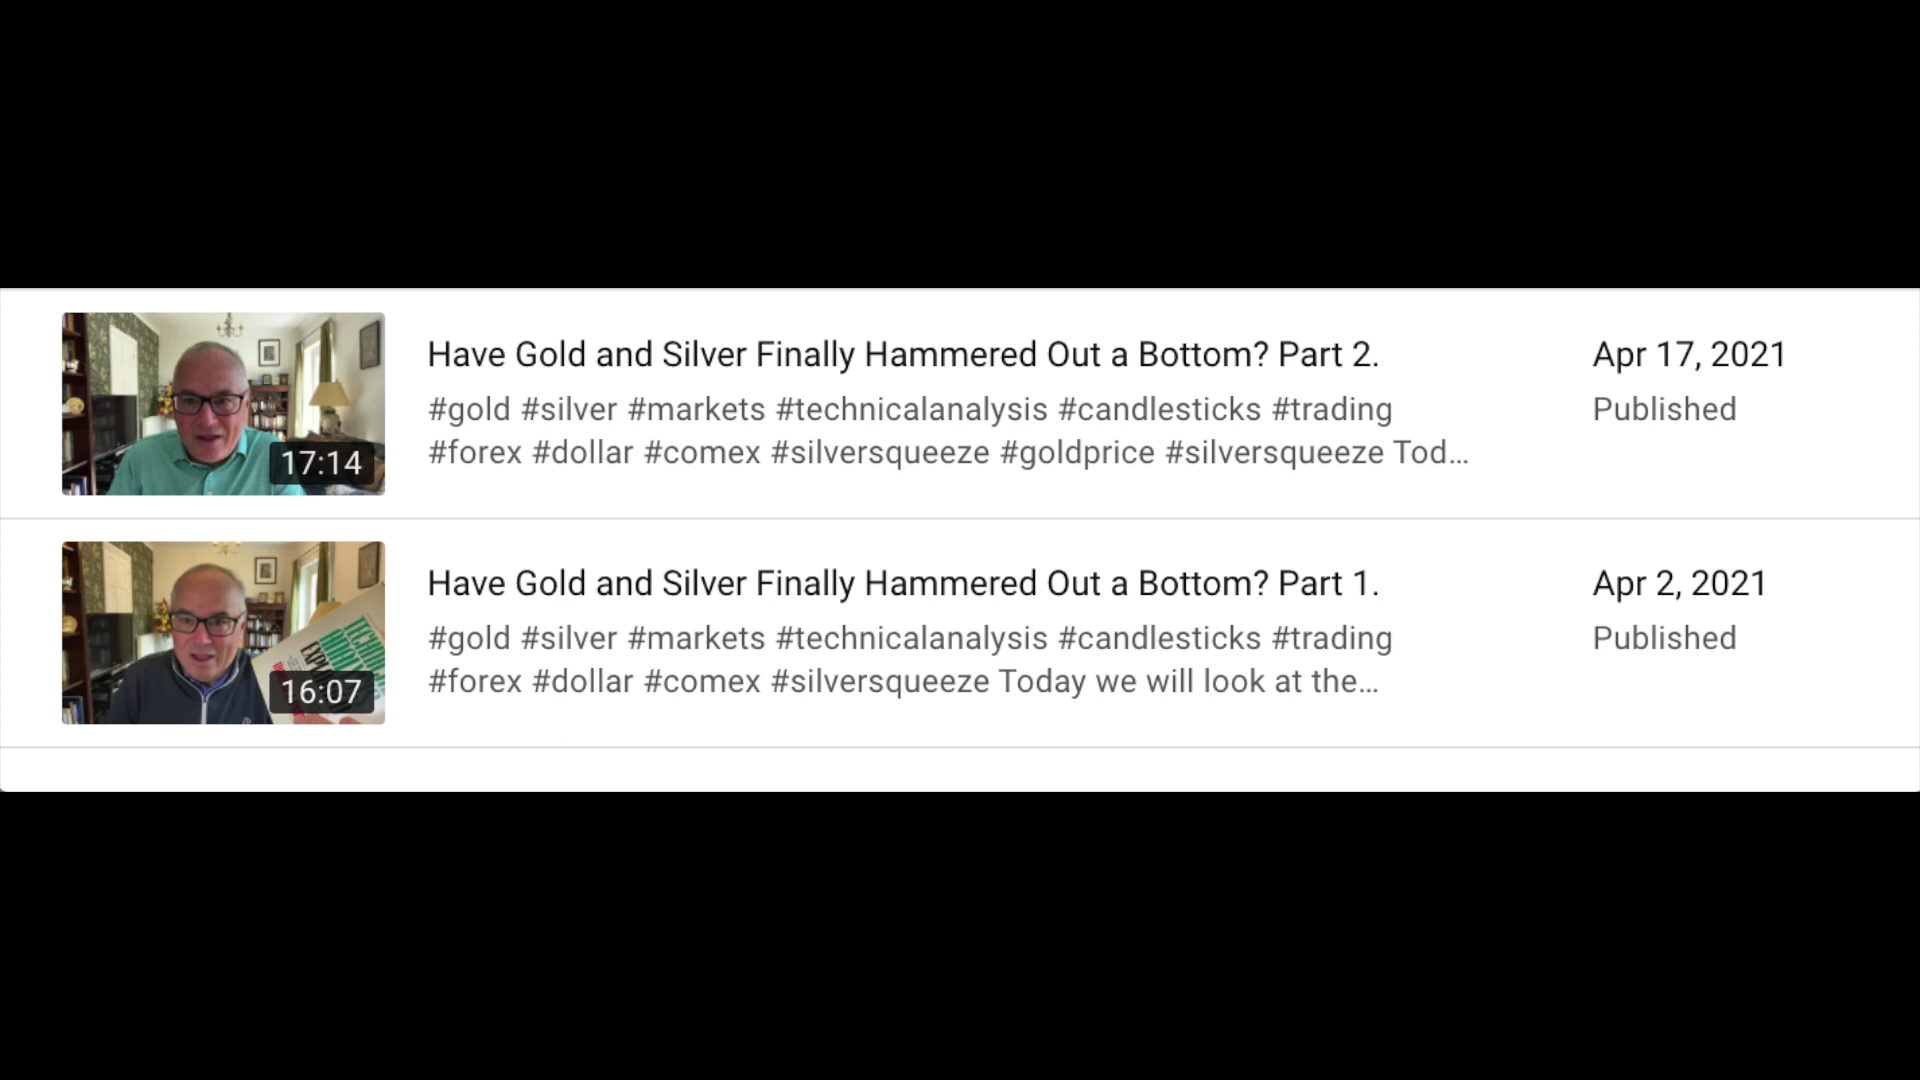 17:14
Have Gold and Silver Finally Hammered Out a Bottom? Part 2.
#gold #silver #markets #technicalanalysis #candlesticks #trading
#forex #dollar #comex #silversqueeze #goldprice #silversqueeze Tod...
Apr 17, 2021
Published
16:07
Have Gold and Silver Finally Hammered Out a Bottom? Part 1.
#gold #silver #markets #technicalanalysis #candlesticks #trading
#forex #dollar #comex #silversqueeze Today we will look at the...
Apr 2, 2021
Published